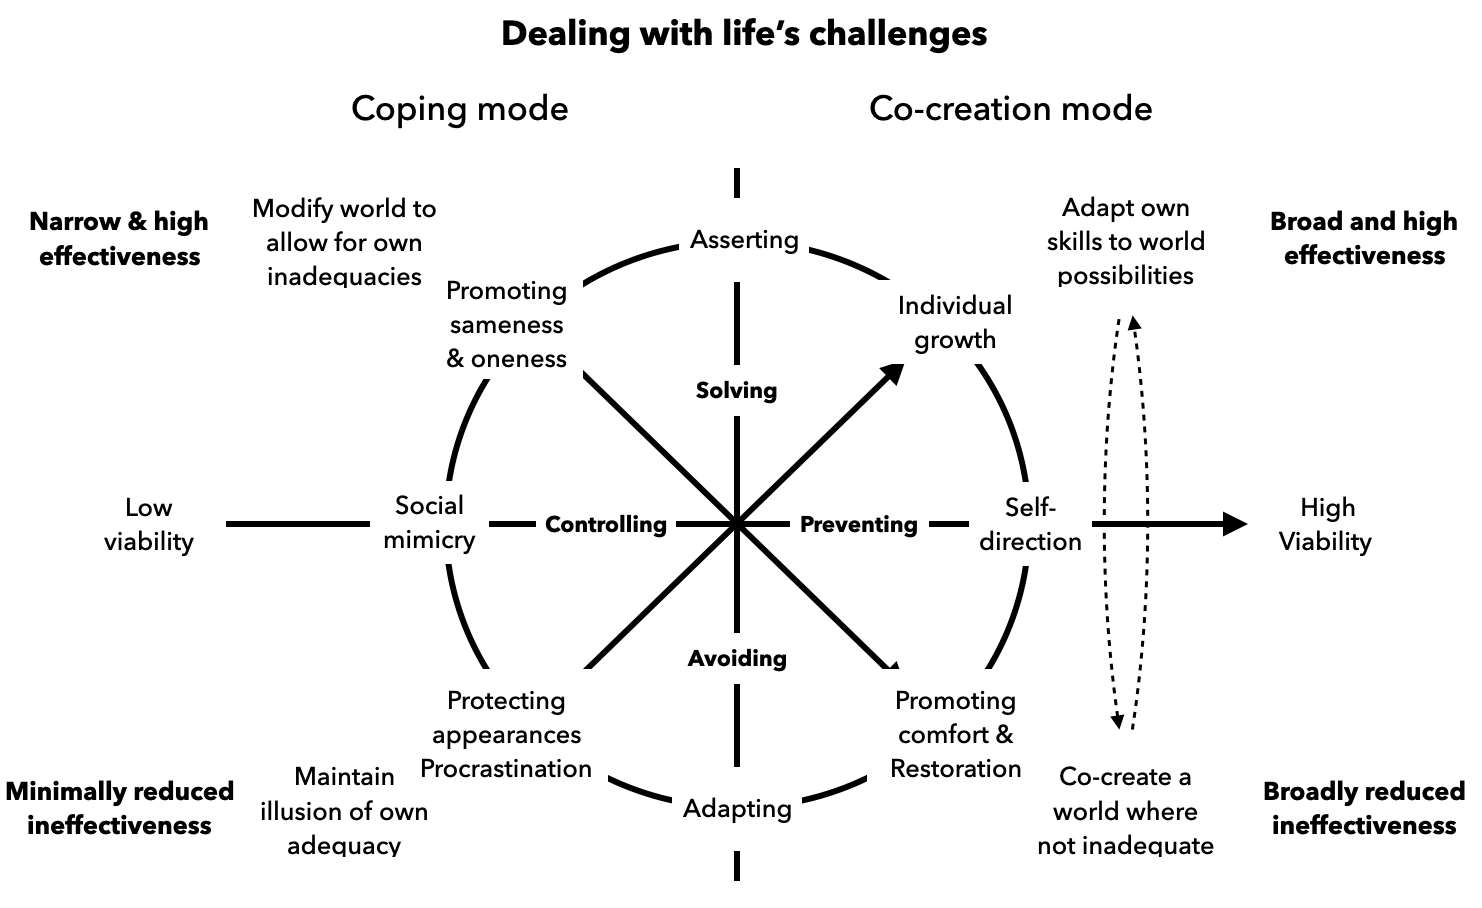 Dealing with life’s challenges
Coping mode
Co-creation mode
Narrow & high
effectiveness
Modify world to
allow for own
inadequacies
Asserting
Adapt own
skills to world
possibilities
Broad and high
effectiveness
Promoting
sameness
& oneness
Individual
growth
Solving
Low
viability
Social
mimicry
Controlling
Preventing
Self-
direction
High
Viability
Avoiding
Protecting
appearances
Procrastination
Promoting
comfort &
Restoration
Minimally reduced
ineffectiveness
Maintain
illusion of own
adequacy
Adapting
Co-create a
world where
not inadequate
Broadly reduced
ineffectiveness